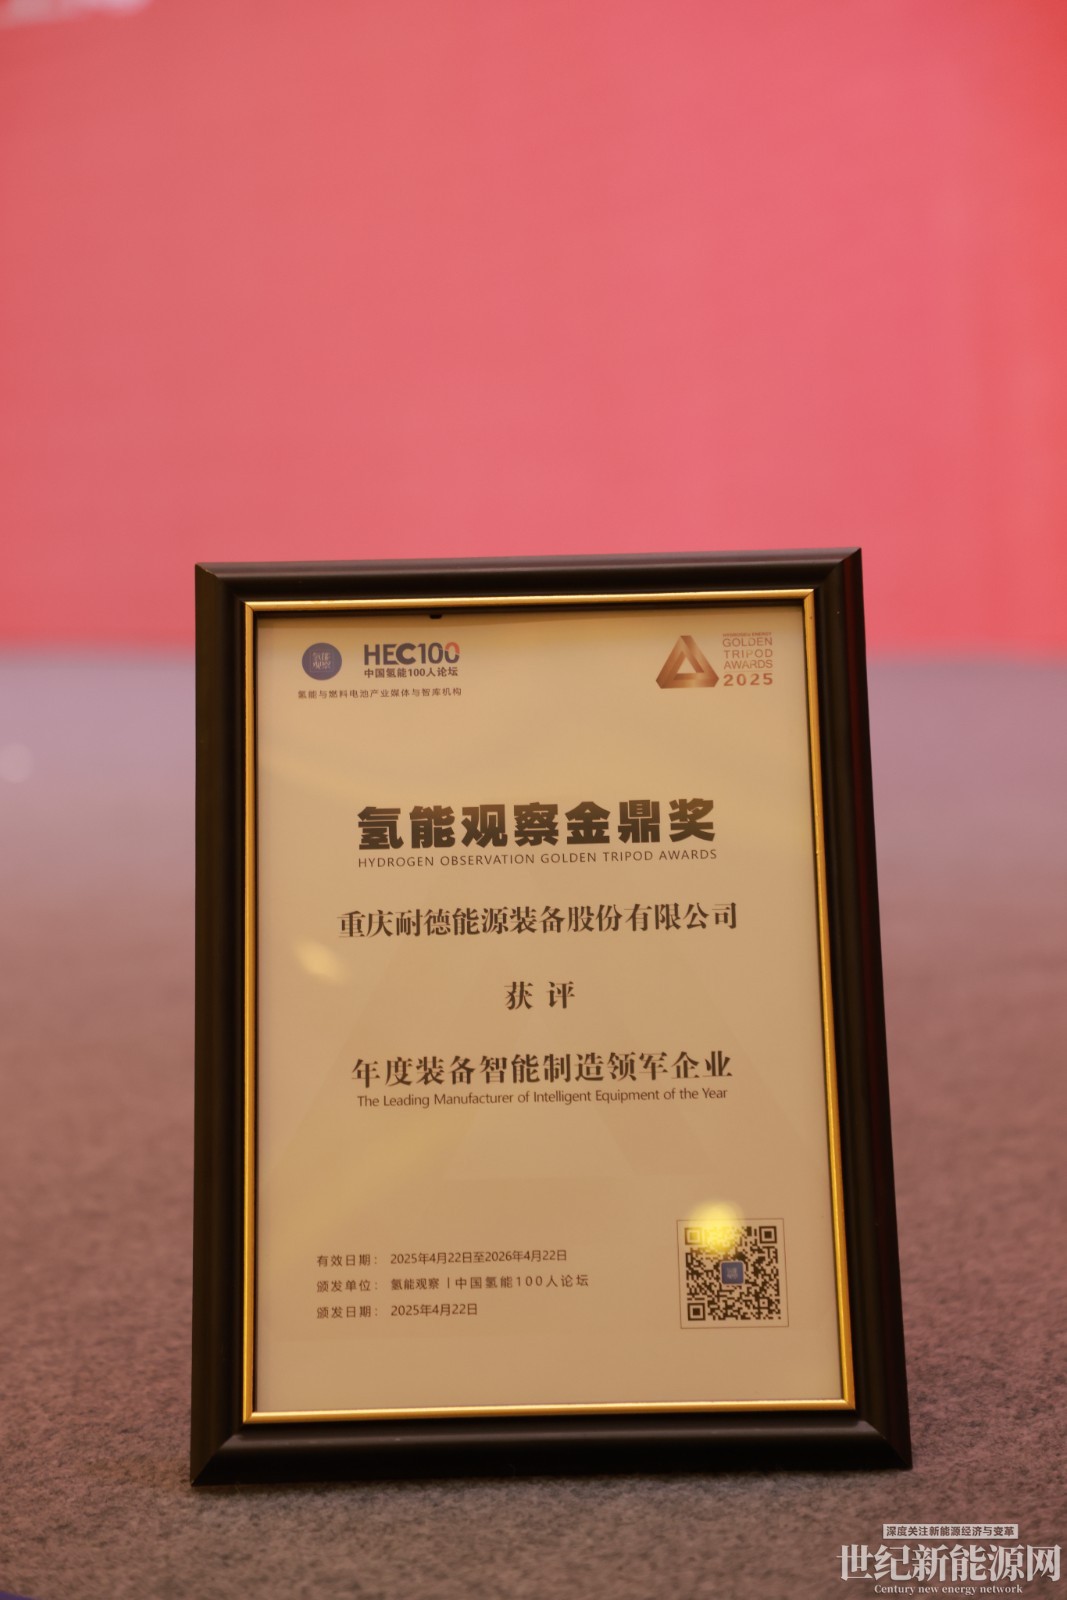 HEC100
中国氢能100人论坛
氢能与燃料电池产业媒体与智库机构
HYDROGEN ENERGY
GOLDEN
TRIPOD
AWARDS
2025
氢能观察金鼎奖
HYDROGEN OBSERVATION GOLDEN TRIPOD AWARDS
重庆耐德能源装备股份有限公司
获 评
年度装备智能制造领军企业
The Leading Manufacturer of Intelligent Equipment of the Year
有效日期： 2025年4月22日至2026年4月22日
颁发单位： 氢能观察 | 中国氢能100人论坛
颁发日期： 2025年4月22日
深度关注新能源经济与变革
世纪新能源网
Century new energy network